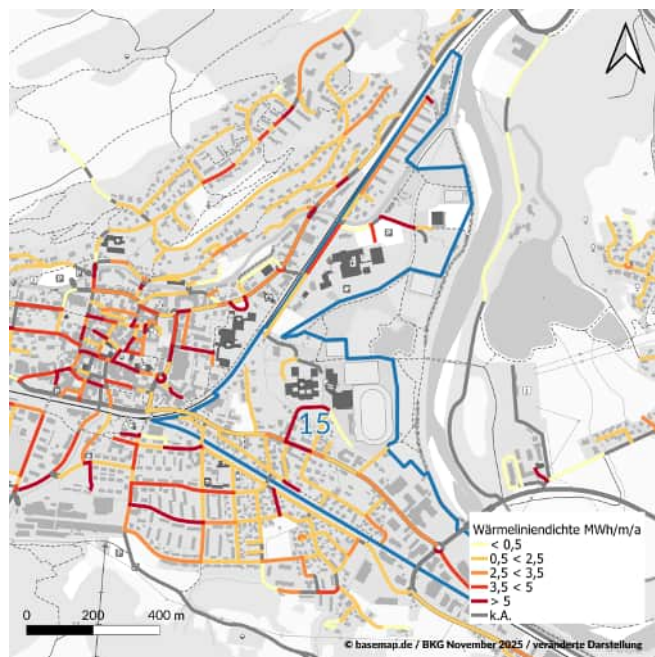 15
Wärmeliniendichte MWh/m/a
< 0,5
0,5 < 2,5
2,5 < 3,5
3,5 < 5
> 5
k.A.
0 200 400 m
© basemap.de / BKG November 2025 / veränderte Darstellung